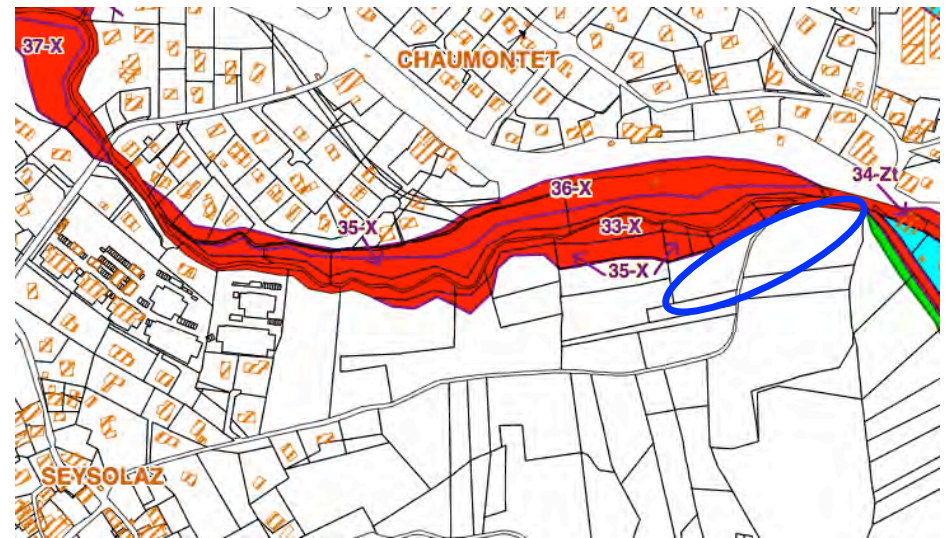 37-X
CHAUMONTET
34-Zt
36-X
35-X
33-X
35-X
SEYSOLAZ